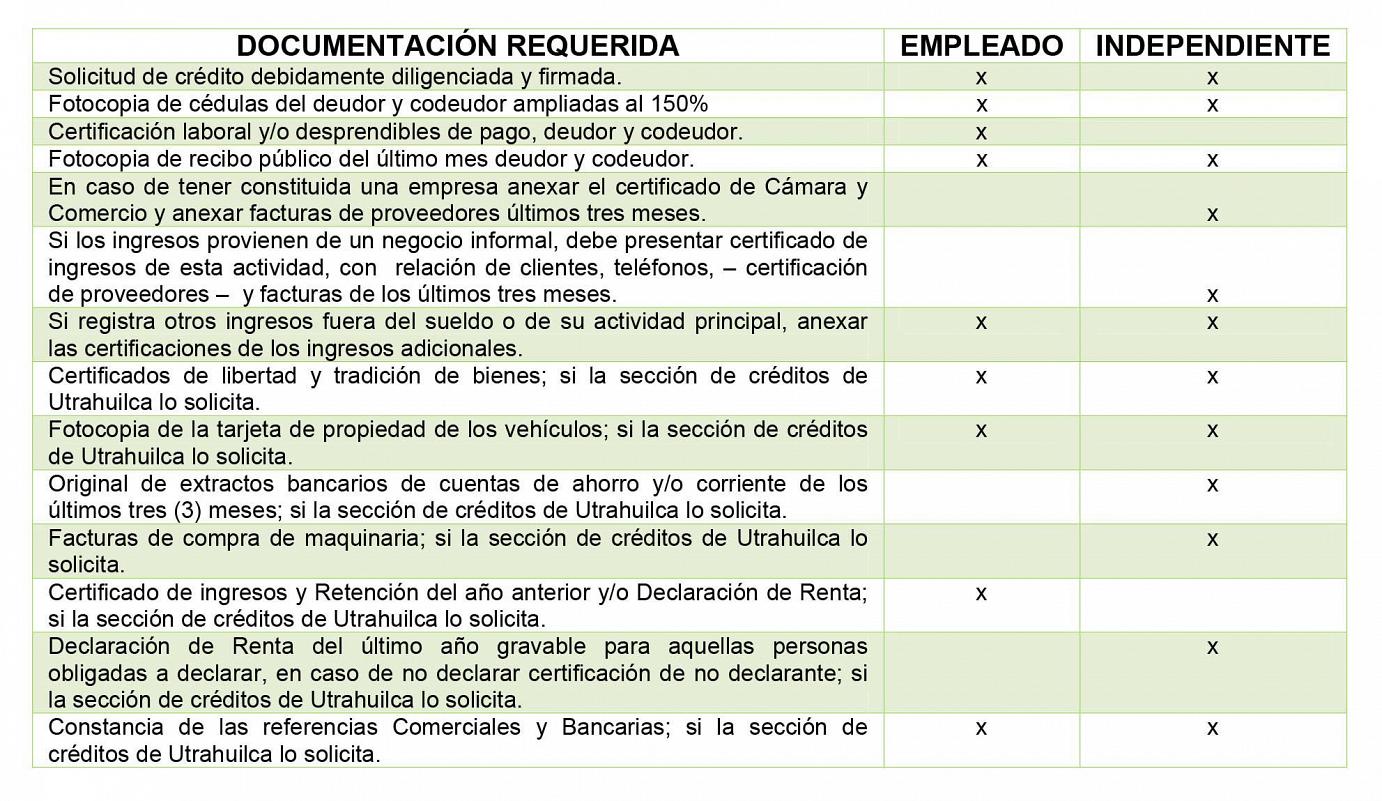 DOCUMENTACIÓN REQUERIDA EMPLEADO INDEPENDIENTE
Solicitud de crédito debidamente diligenciada y firmada. x x
Fotocopia de cédulas del deudor y codeudor ampliadas al 150% x x
Certificación laboral y/o desprendibles de pago, deudor y codeudor. x
Fotocopia de recibo público del último mes deudor y codeudor. x x
En caso de tener constituida una empresa anexar el certificado de Cámara y
Comercio y anexar facturas de proveedores últimos tres meses. x
Si los ingresos provienen de un negocio informal, debe presentar certificado de
ingresos de esta actividad, con relación de clientes, teléfonos, – certificación
de proveedores – y facturas de los últimos tres meses. x
Si registra otros ingresos fuera del sueldo o de su actividad principal, anexar x x
las certificaciones de los ingresos adicionales.
Certificados de libertad y tradición de bienes; si la sección de créditos de x x
Utrahuilca lo solicita.
Fotocopia de la tarjeta de propiedad de los vehículos; si la sección de créditos x x
de Utrahuilca lo solicita.
Original de extractos bancarios de cuentas de ahorro y/o corriente de los x
últimos tres (3) meses; si la sección de créditos de Utrahuilca lo solicita.
Facturas de compra de maquinaria; si la sección de créditos de Utrahuilca lo x
solicita.
Certificado de ingresos y Retención del año anterior y/o Declaración de Renta; x
si la sección de créditos de Utrahuilca lo solicita.
Declaración de Renta del último año gravable para aquellas personas x
obligadas a declarar, en caso de no declarar certificación de no declarante; si
la sección de créditos de Utrahuilca lo solicita.
Constancia de las referencias Comerciales y Bancarias; si la sección de x x
créditos de Utrahuilca lo solicita.